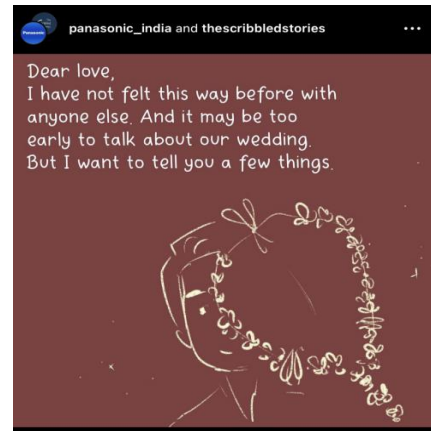 panasonic_india and thescribbledstories
Panasonic
Dear love,
I have not felt this way before with
anyone else. And it may be too
early to talk about our wedding.
But I want to tell you a few things.